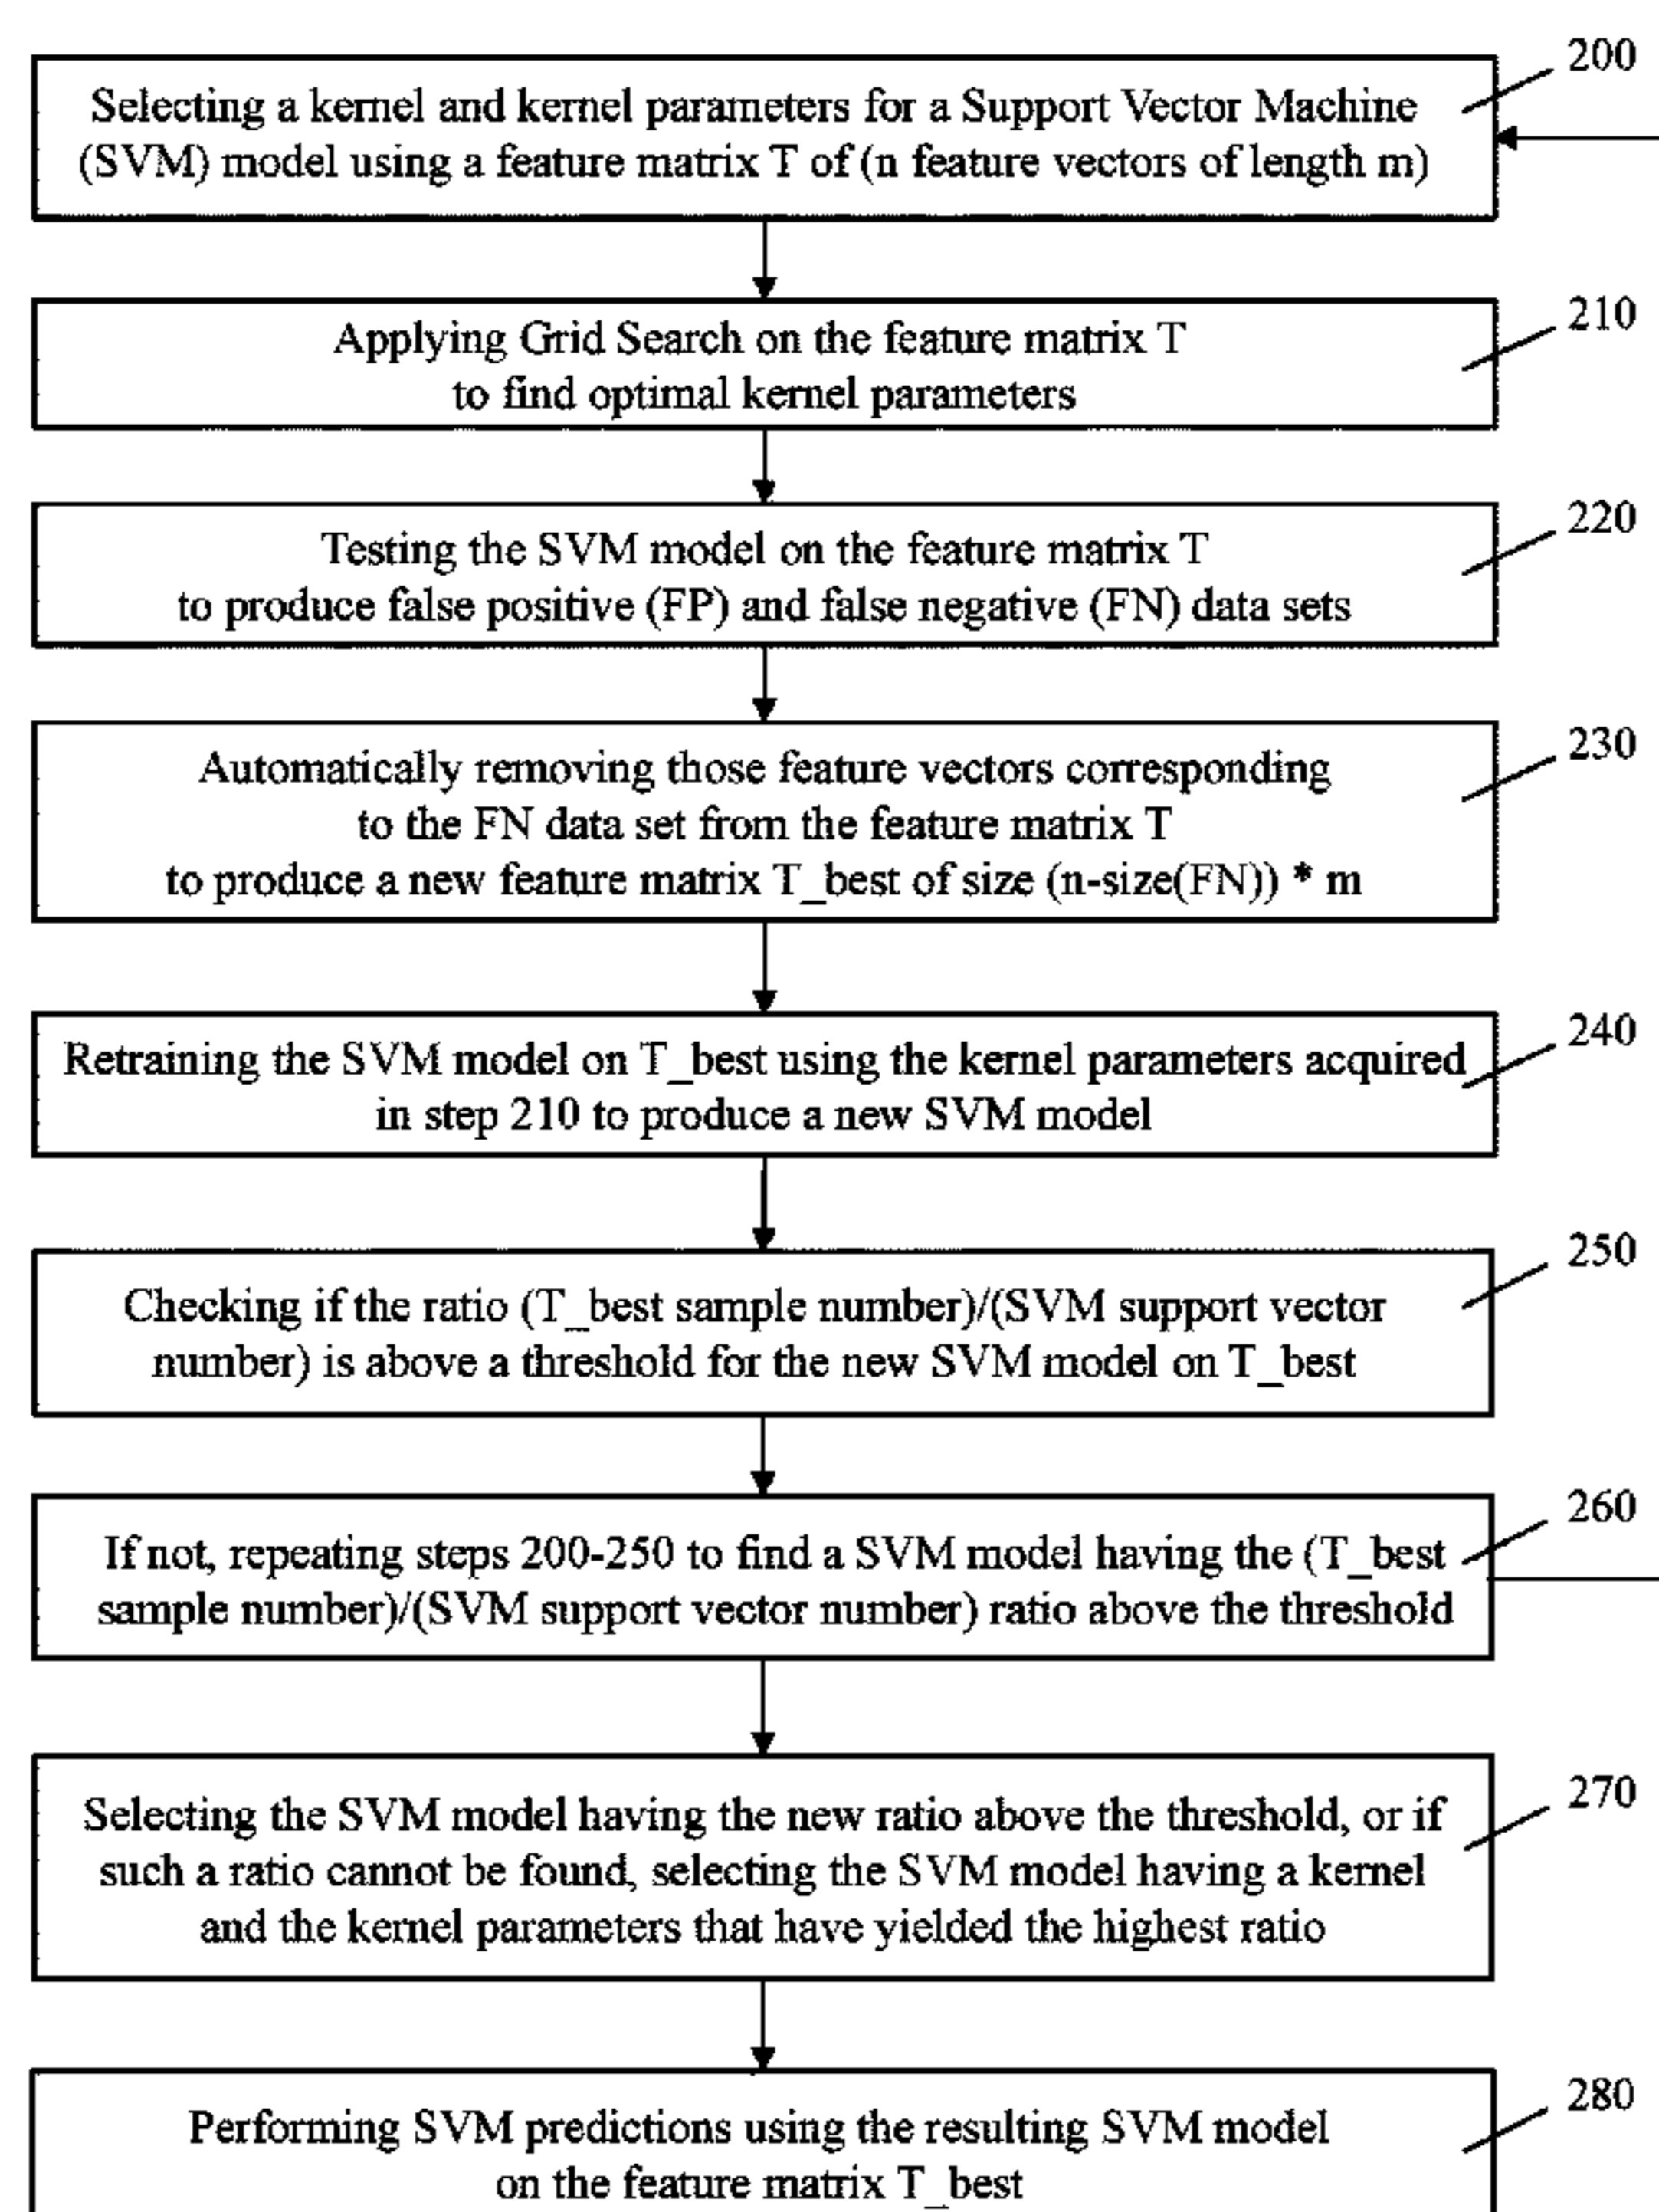 200
Selecting a kernel and kernel parameters for a Support Vector Machine
(SVM) model using a feature matrix T of (n feature vectors of length m)
210
Applying Grid Search on the feature matrix T
to find optimal kernel parameters
220
Testing the SVM model on the feature matrix T
to produce false positive (FP) and false negative (FN) data sets
230
Automatically removing those feature vectors corresponding
to the FN data set from the feature matrix T
to produce a new feature matrix T_best of size (n-size(FN)) * m
240
Retraining the SVM model on T_best using the kernel parameters acquired
in step 210 to produce a new SVM model
250
Checking if the ratio (T_best sample number)/(SVM support vector
number) is above a threshold for the new SVM model on T_best
260
If not, repeating steps 200-250 to find a SVM model having the (T_best
sample number)/(SVM support vector number) ratio above the threshold
270
Selecting the SVM model having the new ratio above the threshold, or if
such a ratio cannot be found, selecting the SVM model having a kernel
and the kernel parameters that have yielded the highest ratio
280
Performing SVM predictions using the resulting SVM model
on the feature matrix T_best